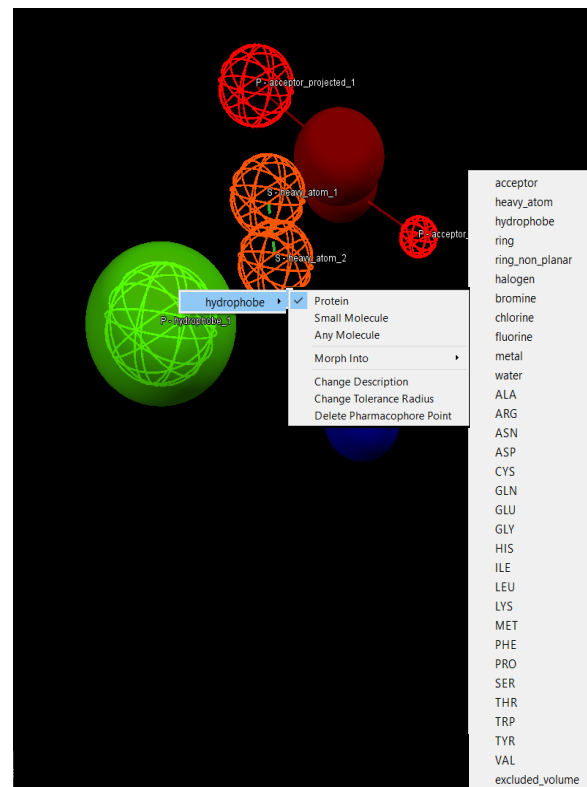 P - acceptor_projected_1
S - heavy_atom_1
P - acceptor_
S - heavy_atom_2
P - hydrophobe_1
hydrophobe
Protein
Small Molecule
Any Molecule
Morph Into
Change Description
Change Tolerance Radius
Delete Pharmacophore Point
acceptor
heavy_atom
hydrophobe
ring
ring_non_planar
halogen
bromine
chlorine
fluorine
metal
water
ALA
ARG
ASN
ASP
CYS
GLN
GLU
GLY
HIS
ILE
LEU
LYS
MET
PHE
PRO
SER
THR
TRP
TYR
VAL
excluded_volume